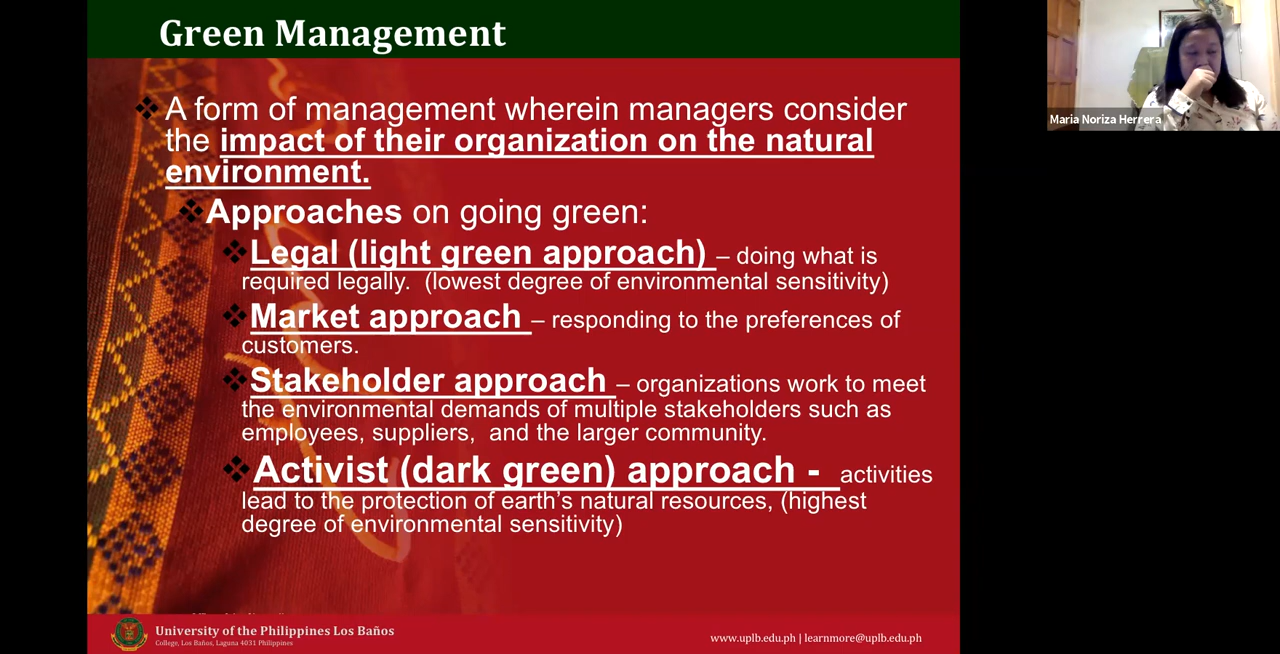 Green Management
A form of management wherein managers consider
the impact of their organization on the natural
environment.
Approaches on going green:
Legal (light green approach) – doing what is
required legally. (lowest degree of environmental sensitivity)
Market approach – responding to the preferences of
customers.
Stakeholder approach – organizations work to meet
the environmental demands of multiple stakeholders such as
employees, suppliers, and the larger community.
Activist (dark green) approach - activities
lead to the protection of earth’s natural resources, (highest
degree of environmental sensitivity)
University of the Philippines Los Baños
College, Los Baños, Laguna 4031 Philippines
www.uplb.edu.ph | learnmore@uplb.edu.ph
Maria Noriza Herrera